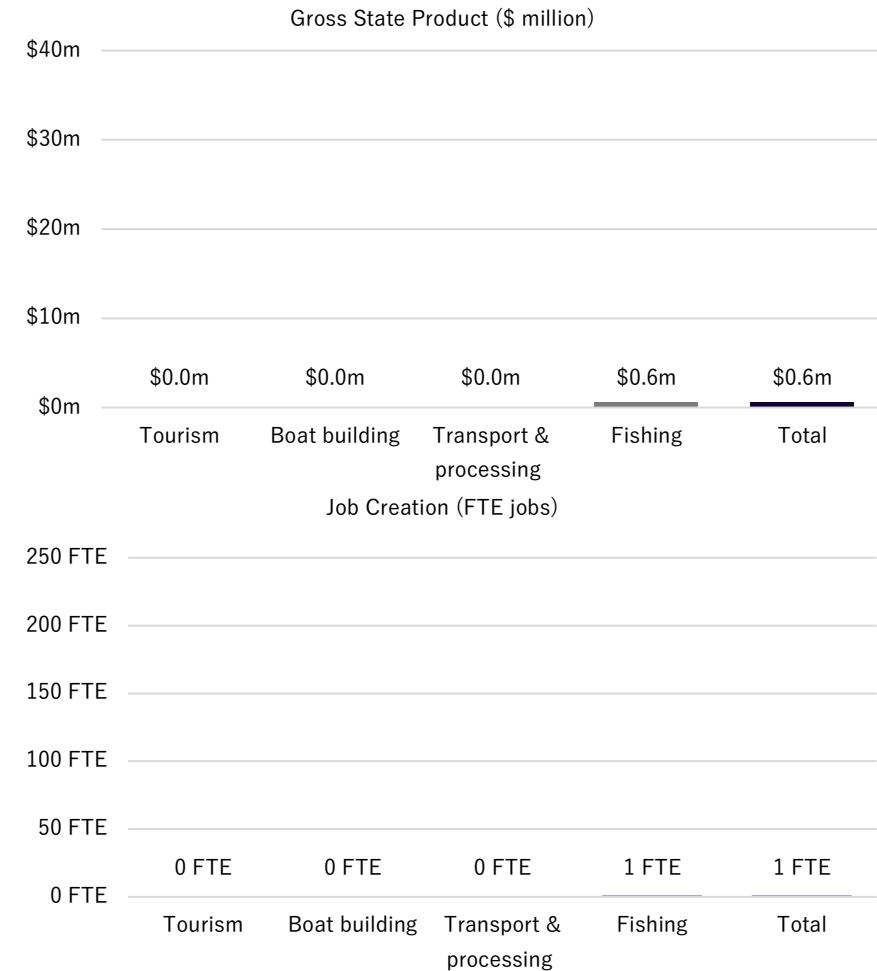 Gross State Product ($ million)
$40m
$30m
$20m
$10m
$0m
$0.0m $0.0m $0.0m $0.6m $0.6m
Tourism Boat building Transport & Fishing Total
processing
Job Creation (FTE jobs)
250 FTE
200 FTE
150 FTE
100 FTE
50 FTE
0 FTE
0 FTE 0 FTE 0 FTE 1 FTE 1 FTE
Tourism Boat building Transport & Fishing Total
processing